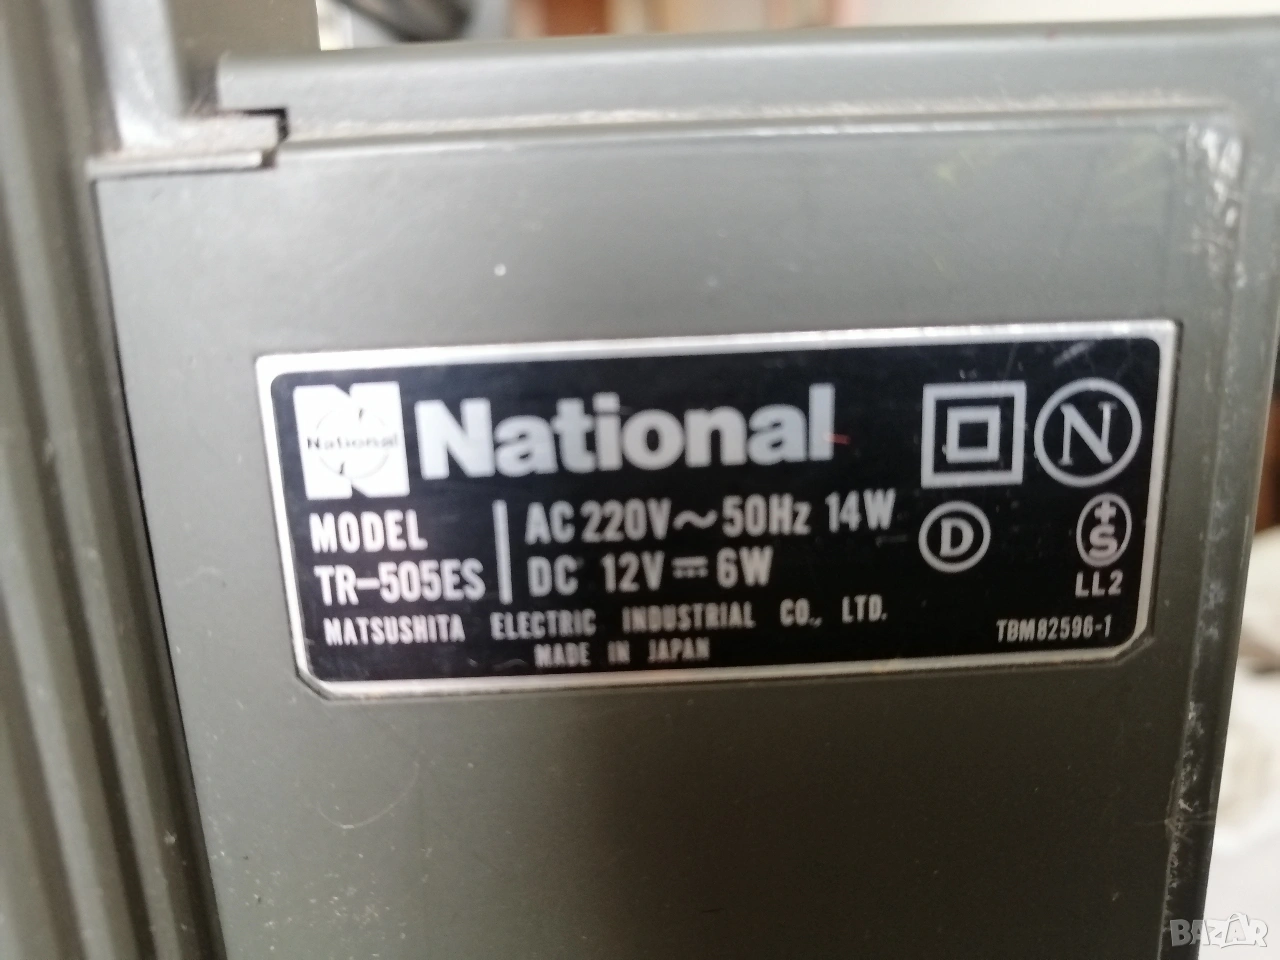 National National
N
MODEL
TR-505ES
AC 220V~50Hz 14W
DC 12V⎓6W
D
+S
LL2
MATSUSHITA ELECTRIC INDUSTRIAL CO., LTD.
TBM82596-1
MADE IN JAPAN
BAZAR